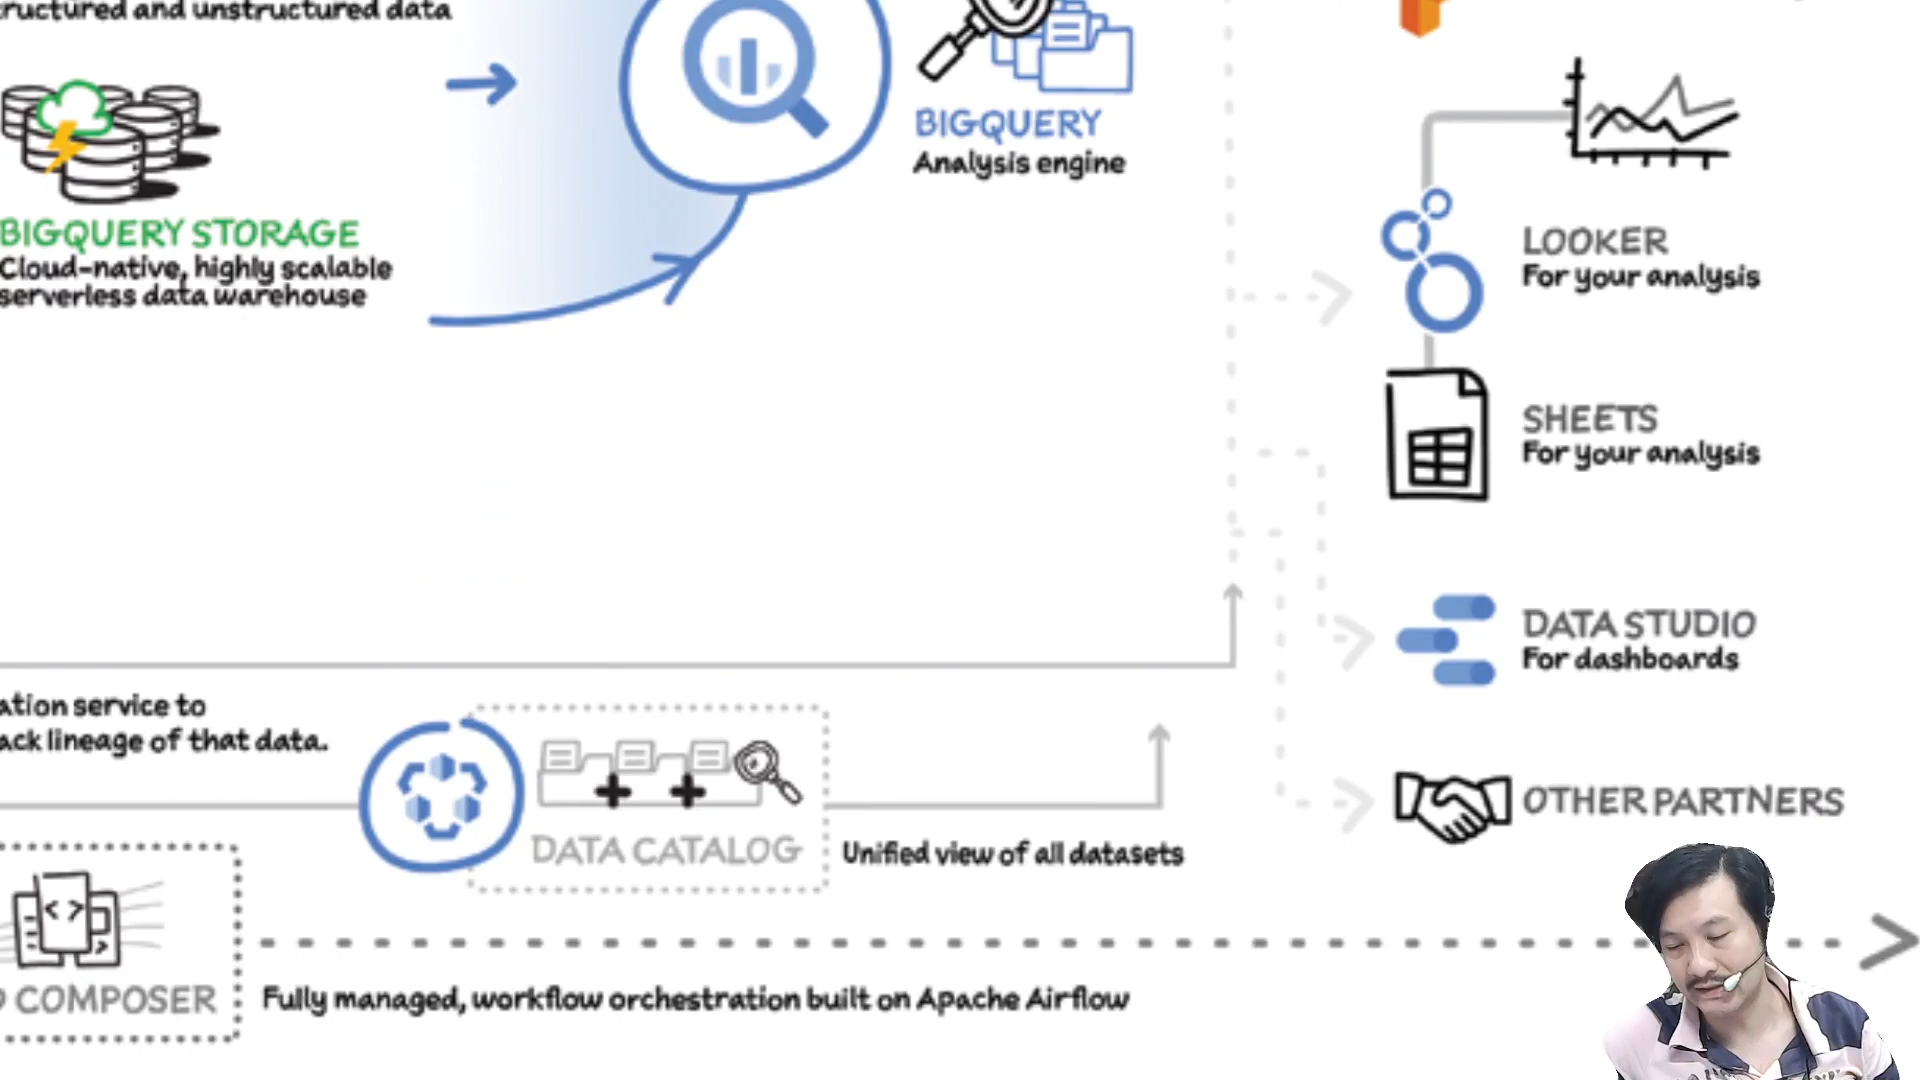 ructured and unstructured data
BIGQUERY
Analysis engine
BIGQUERY STORAGE
Cloud-native, highly scalable
serverless data warehouse
LOOKER
For your analysis
SHEETS
For your analysis
DATA STUDIO
For dashboards
ation service to
ack lineage of that data.
DATA CATALOG
Unified view of all datasets
OTHER PARTNERS
COMPOSER
Fully managed, workflow orchestration built on Apache Airflow